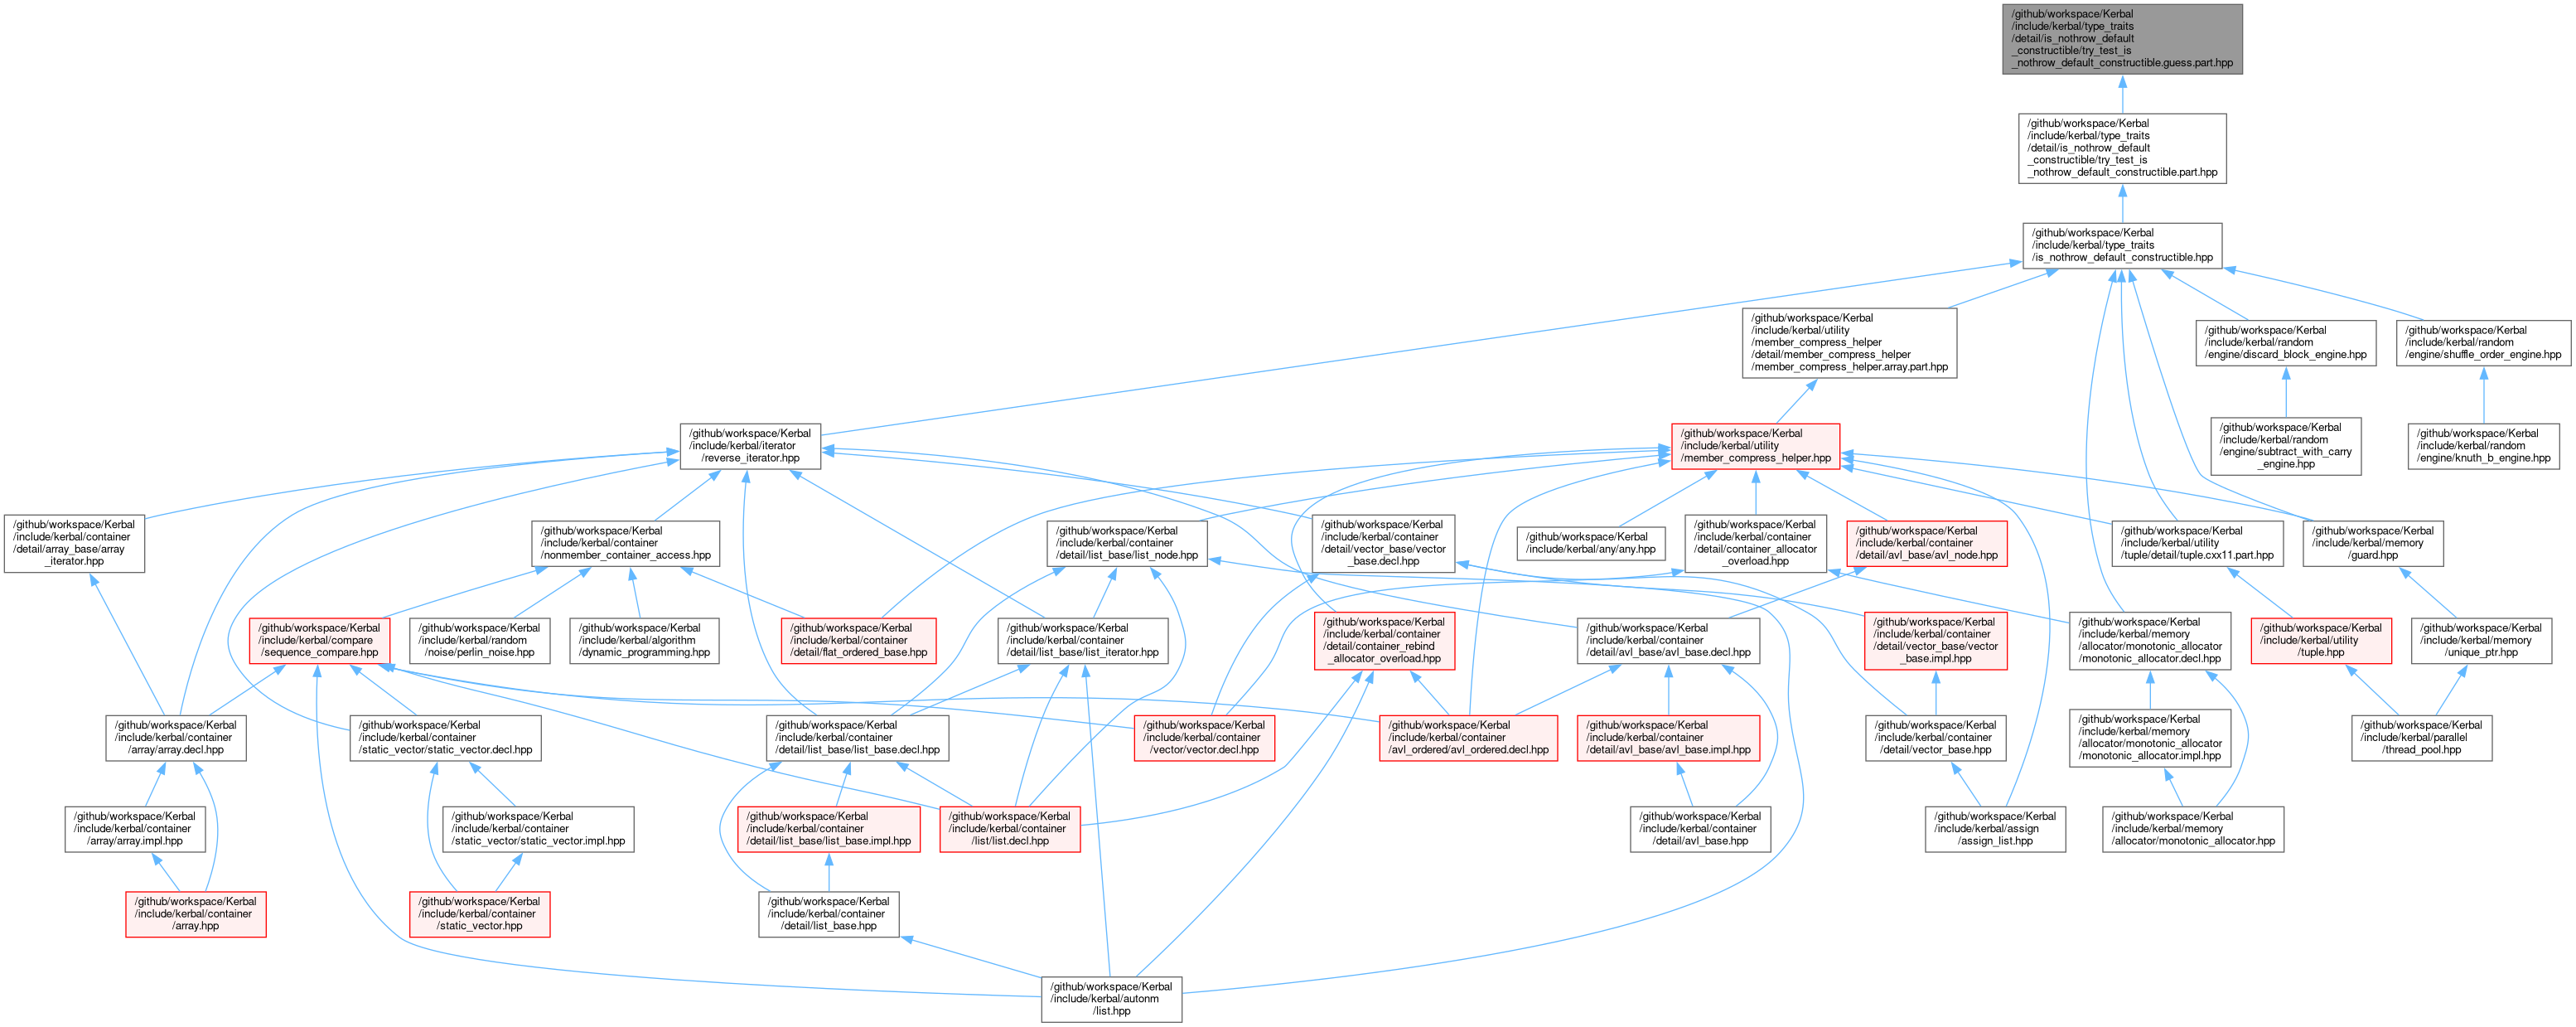 /github/workspace/Kerbal
/include/kerbal/type_traits
/detail/is_nothrow_default
_constructible/try_test_is
_nothrow_default_constructible.guess.part.hpp
/github/workspace/Kerbal
/include/kerbal/type_traits
/detail/is_nothrow_default
_constructible/try_test_is
_nothrow_default_constructible.part.hpp
/github/workspace/Kerbal
/include/kerbal/type_traits
/is_nothrow_default_constructible.hpp
/github/workspace/Kerbal
/include/kerbal/utility
/member_compress_helper
/detail/member_compress_helper
/member_compress_helper.array.part.hpp
/github/workspace/Kerbal
/include/kerbal/random
/engine/discard_block_engine.hpp
/github/workspace/Kerbal
/include/kerbal/random
/engine/shuffle_order_engine.hpp
/github/workspace/Kerbal
/include/kerbal/iterator
/reverse_iterator.hpp
/github/workspace/Kerbal
/include/kerbal/utility
/member_compress_helper.hpp
/github/workspace/Kerbal
/include/kerbal/random
/engine/subtract_with_carry
_engine.hpp
/github/workspace/Kerbal
/include/kerbal/random
/engine/knuth_b_engine.hpp
/github/workspace/Kerbal
/include/kerbal/container
/detail/array_base/array
_iterator.hpp
/github/workspace/Kerbal
/include/kerbal/container
/nonmember_container_access.hpp
/github/workspace/Kerbal
/include/kerbal/container
/detail/list_base/list_node.hpp
/github/workspace/Kerbal
/include/kerbal/container
/detail/vector_base/vector
_base.decl.hpp
/github/workspace/Kerbal
/include/kerbal/any/any.hpp
/github/workspace/Kerbal
/include/kerbal/container
/detail/container_allocator
_overload.hpp
/github/workspace/Kerbal
/include/kerbal/container
/detail/avl_base/avl_node.hpp
/github/workspace/Kerbal
/include/kerbal/utility
/tuple/detail/tuple.cxx11.part.hpp
/github/workspace/Kerbal
/include/kerbal/memory
/guard.hpp
/github/workspace/Kerbal
/include/kerbal/compare
/sequence_compare.hpp
/github/workspace/Kerbal
/include/kerbal/random
/noise/perlin_noise.hpp
/github/workspace/Kerbal
/include/kerbal/algorithm
/dynamic_programming.hpp
/github/workspace/Kerbal
/include/kerbal/container
/detail/flat_ordered_base.hpp
/github/workspace/Kerbal
/include/kerbal/container
/detail/list_base/list_iterator.hpp
/github/workspace/Kerbal
/include/kerbal/container
/detail/container_rebind
_allocator_overload.hpp
/github/workspace/Kerbal
/include/kerbal/container
/detail/avl_base/avl_base.decl.hpp
/github/workspace/Kerbal
/include/kerbal/container
/detail/vector_base/vector
_base.impl.hpp
/github/workspace/Kerbal
/include/kerbal/memory
/allocator/monotonic_allocator
/monotonic_allocator.decl.hpp
/github/workspace/Kerbal
/include/kerbal/utility
/tuple.hpp
/github/workspace/Kerbal
/include/kerbal/memory
/unique_ptr.hpp
/github/workspace/Kerbal
/include/kerbal/container
/array/array.decl.hpp
/github/workspace/Kerbal
/include/kerbal/container
/static_vector/static_vector.decl.hpp
/github/workspace/Kerbal
/include/kerbal/container
/detail/list_base/list_base.decl.hpp
/github/workspace/Kerbal
/include/kerbal/container
/vector/vector.decl.hpp
/github/workspace/Kerbal
/include/kerbal/container
/avl_ordered/avl_ordered.decl.hpp
/github/workspace/Kerbal
/include/kerbal/container
/detail/avl_base/avl_base.impl.hpp
/github/workspace/Kerbal
/include/kerbal/container
/detail/vector_base.hpp
/github/workspace/Kerbal
/include/kerbal/memory
/allocator/monotonic_allocator
/monotonic_allocator.impl.hpp
/github/workspace/Kerbal
/include/kerbal/parallel
/thread_pool.hpp
/github/workspace/Kerbal
/include/kerbal/container
/array/array.impl.hpp
/github/workspace/Kerbal
/include/kerbal/container
/static_vector/static_vector.impl.hpp
/github/workspace/Kerbal
/include/kerbal/container
/detail/list_base/list_base.impl.hpp
/github/workspace/Kerbal
/include/kerbal/container
/list/list.decl.hpp
/github/workspace/Kerbal
/include/kerbal/container
/detail/avl_base.hpp
/github/workspace/Kerbal
/include/kerbal/assign
/assign_list.hpp
/github/workspace/Kerbal
/include/kerbal/memory
/allocator/monotonic_allocator.hpp
/github/workspace/Kerbal
/include/kerbal/container
/array.hpp
/github/workspace/Kerbal
/include/kerbal/container
/static_vector.hpp
/github/workspace/Kerbal
/include/kerbal/container
/detail/list_base.hpp
/github/workspace/Kerbal
/include/kerbal/autonm
/list.hpp